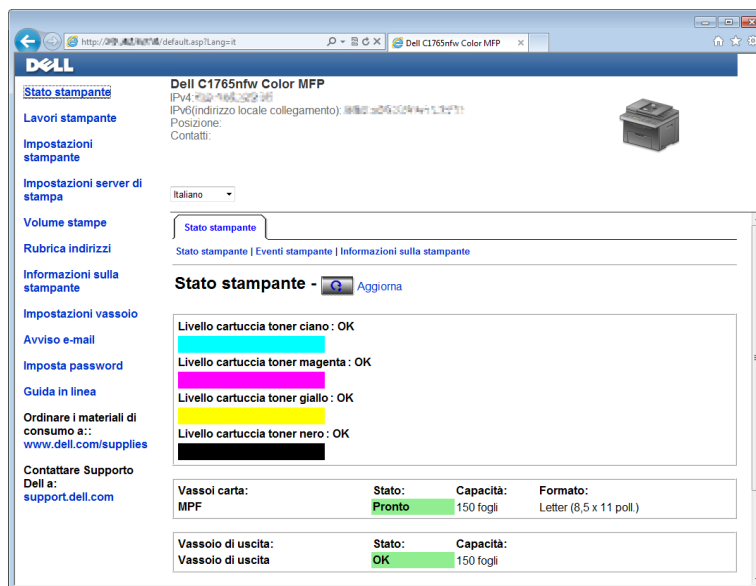 http:// /default.asp?Lang=it
Dell C1765nfw Color MFP
DELL
Stato stampante
Lavori stampante
Impostazioni
stampante
Impostazioni server di
stampa
Volume stampe
Rubrica indirizzi
Informazioni sulla
stampante
Impostazioni vassoio
Avviso e-mail
Imposta password
Guida in linea
Ordinare i materiali di
consumo a::
www.dell.com/supplies
Contattare Supporto
Dell a:
support.dell.com
Dell C1765nfw Color MFP
IPv4:
IPv6(indirizzo locale collegamento):
Posizione:
Contatti:
Italiano
Stato stampante
Stato stampante | Eventi stampante | Informazioni sulla stampante
Stato stampante - Aggiorna
Livello cartuccia toner ciano : OK
Livello cartuccia toner magenta : OK
Livello cartuccia toner giallo : OK
Livello cartuccia toner nero : OK
Vassoi carta: Stato: Capacità: Formato:
MPF Pronto 150 fogli Letter (8,5 x 11 poll.)
Vassoio di uscita: Stato: Capacità:
Vassoio di uscita OK 150 fogli